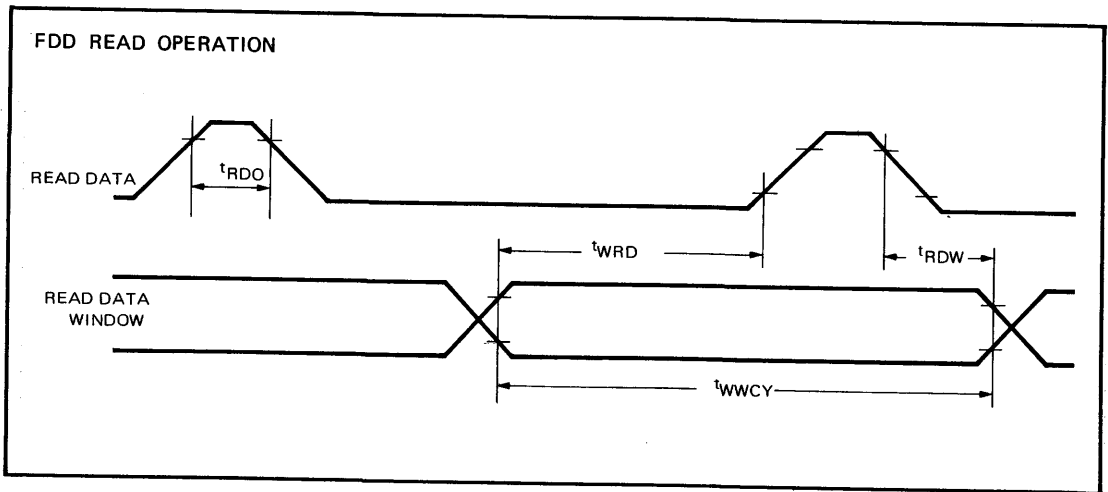 FDD READ OPERATION
READ DATA
tRDO
tWRD
tRDW
READ DATA
WINDOW
tWWCY